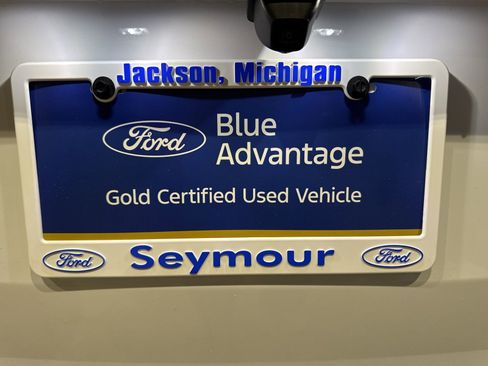 Jackson, Michigan
Ford
Blue
Advantage
Gold Certified Used Vehicle
Ford Seymour Ford